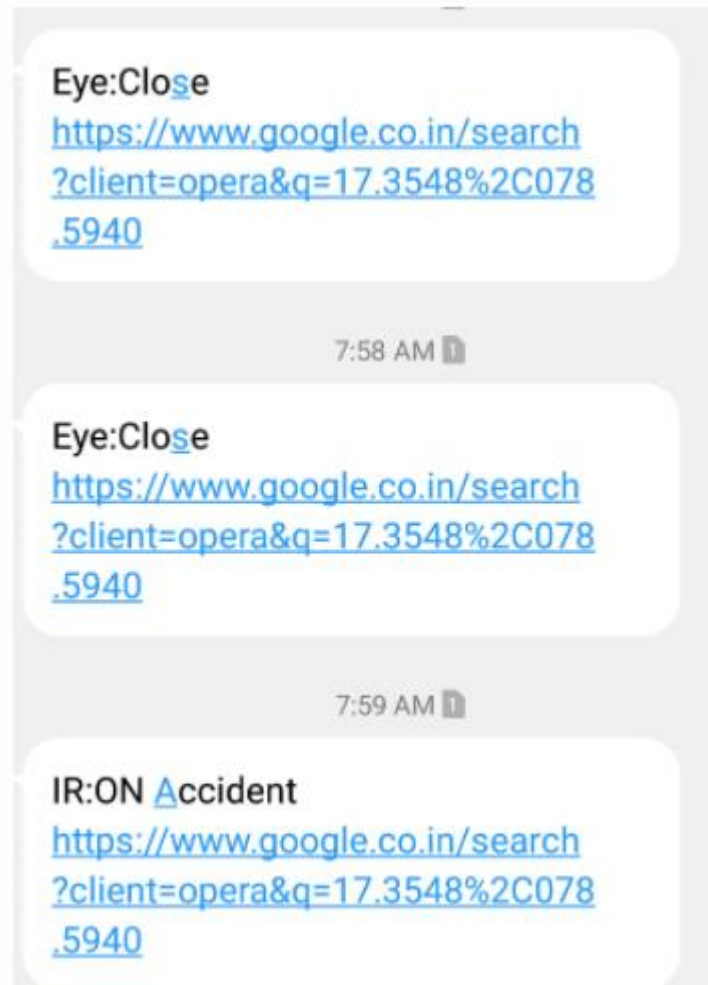 Eye:Close
https://www.google.co.in/search
?client=opera&q=17.3548%2C078
.5940
7:58 AM 1
Eye:Close
https://www.google.co.in/search
?client=opera&q=17.3548%2C078
.5940
7:59 AM 1
IR:ON Accident
https://www.google.co.in/search
?client=opera&q=17.3548%2C078
.5940